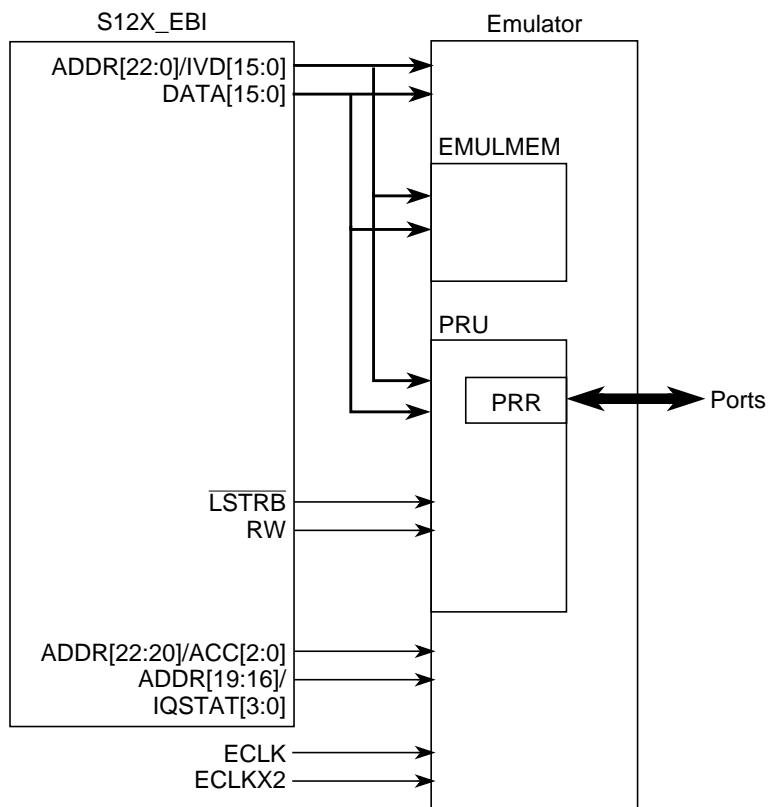 S12X_EBI
Emulator
ADDR[22:0]/IVD[15:0]
DATA[15:0]
EMULMEM
PRU
PRR
Ports
LSTRB
RW
ADDR[22:20]/ACC[2:0]
ADDR[19:16]/
IQSTAT[3:0]
ECLK
ECLKX2